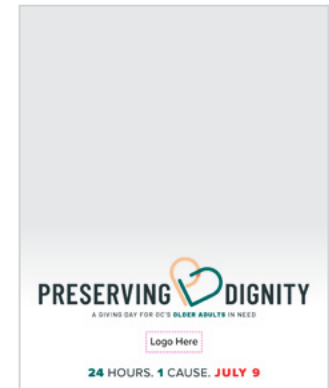 PRESERVING DIGNITY
A GIVING DAY FOR OC'S OLDER ADULTS IN NEED
Logo Here
24 HOURS. 1 CAUSE. JULY 9